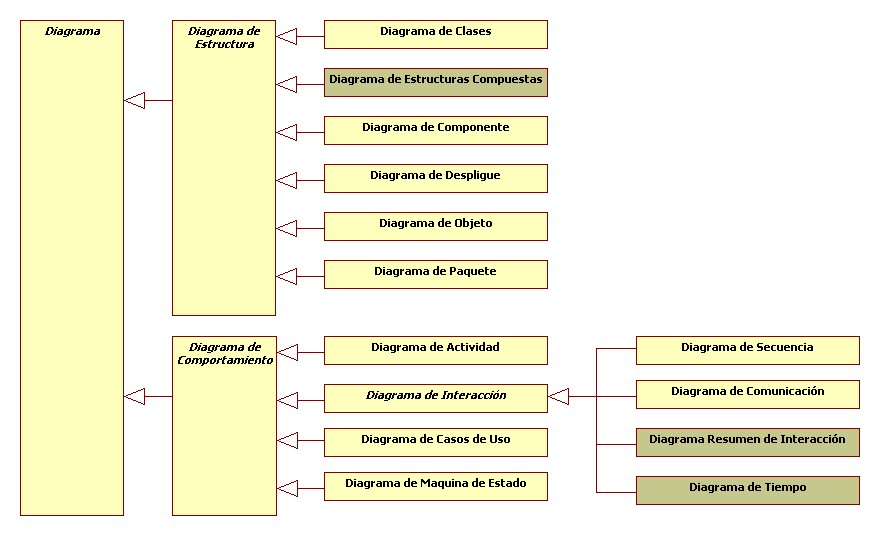 Diagrama
Diagrama de
Estructura
Diagrama de Clases
Diagrama de Estructuras Compuestas
Diagrama de Componente
Diagrama de Despligue
Diagrama de Objeto
Diagrama de Paquete
Diagrama de
Comportamiento
Diagrama de Actividad
Diagrama de Interacción
Diagrama de Casos de Uso
Diagrama de Maquina de Estado
Diagrama de Secuencia
Diagrama de Comunicación
Diagrama Resumen de Interacción
Diagrama de Tiempo